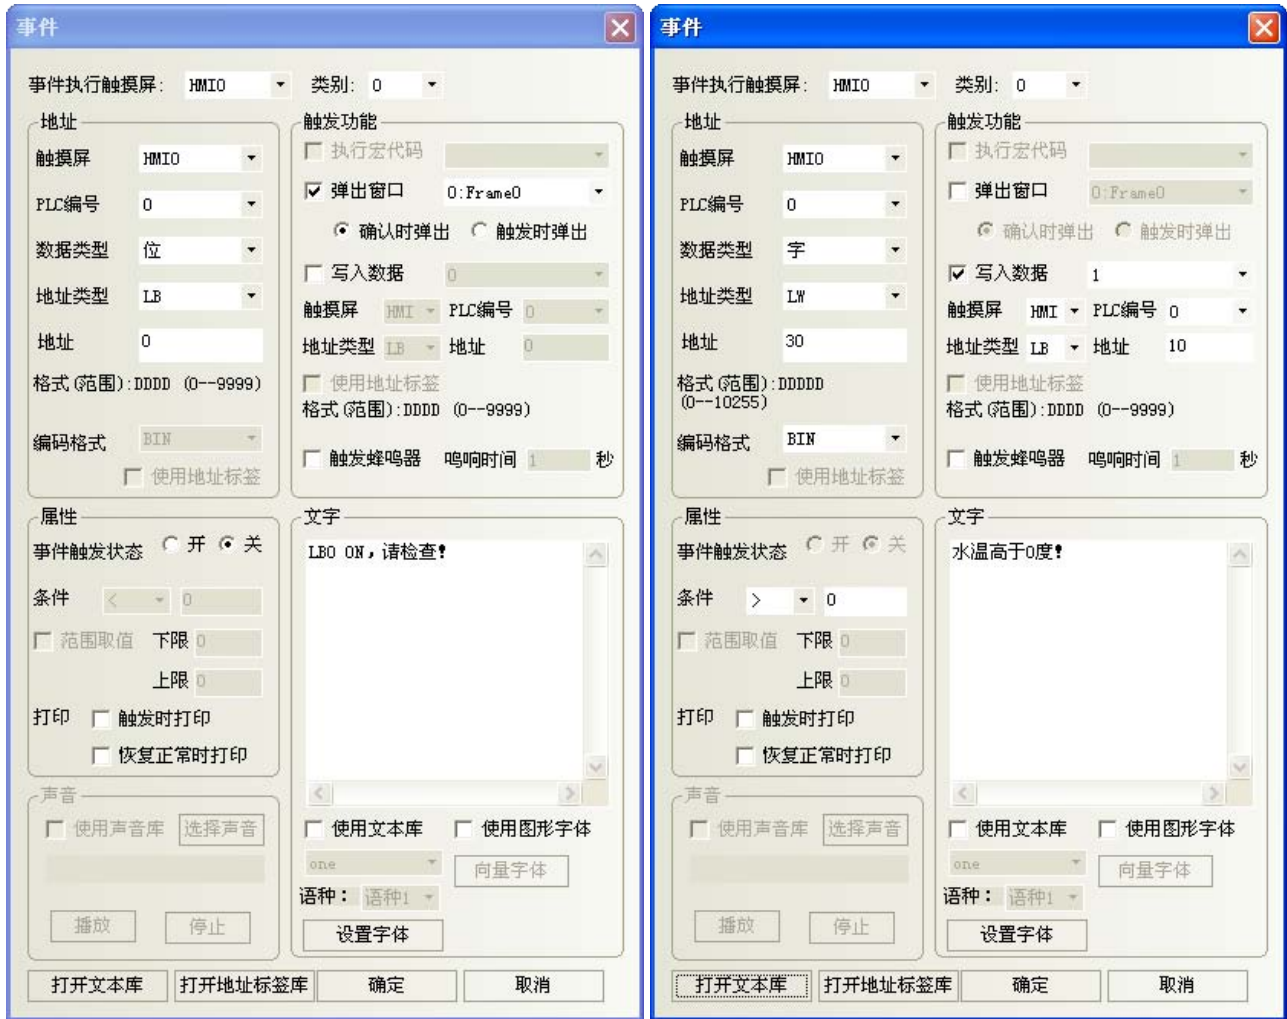 事件
事件执行触摸屏: HMI0 类别: 0
地址
触摸屏 HMI0
PLC编号 0
数据类型 位
地址类型 LB
地址 0
格式(范围):DDDD (0--9999)
编码格式 BIN
使用地址标签
触发功能
执行宏代码
弹出窗口 0:Frame0
确认时弹出 触发时弹出
写入数据 0
触摸屏 HMI PLC编号 0
地址类型 LB 地址 0
使用地址标签
格式(范围):DDDD (0--9999)
触发蜂鸣器 鸣响时间 1 秒
属性
事件触发状态 开 关
条件 < 0
范围取值 下限 0
上限 0
打印 触发时打印
恢复正常时打印
文字
LB0 ON，请检查!
声音
使用声音库 选择声音
播放 停止
使用文本库 使用图形字体
one 向量字体
语种： 语种1
设置字体
打开文本库 打开地址标签库 确定 取消
事件
事件执行触摸屏: HMI0 类别: 0
地址
触摸屏 HMI0
PLC编号 0
数据类型 字
地址类型 LW
地址 30
格式(范围):DDDDD
(0--10255)
编码格式 BIN
使用地址标签
触发功能
执行宏代码
弹出窗口 0:Frame0
确认时弹出 触发时弹出
写入数据 1
触摸屏 HMI PLC编号 0
地址类型 LB 地址 10
使用地址标签
格式(范围):DDDD (0--9999)
触发蜂鸣器 鸣响时间 1 秒
属性
事件触发状态 开 关
条件 > 0
范围取值 下限 0
上限 0
打印 触发时打印
恢复正常时打印
文字
水温高于0度!
声音
使用声音库 选择声音
播放 停止
使用文本库 使用图形字体
one 向量字体
语种： 语种1
设置字体
打开文本库 打开地址标签库 确定 取消